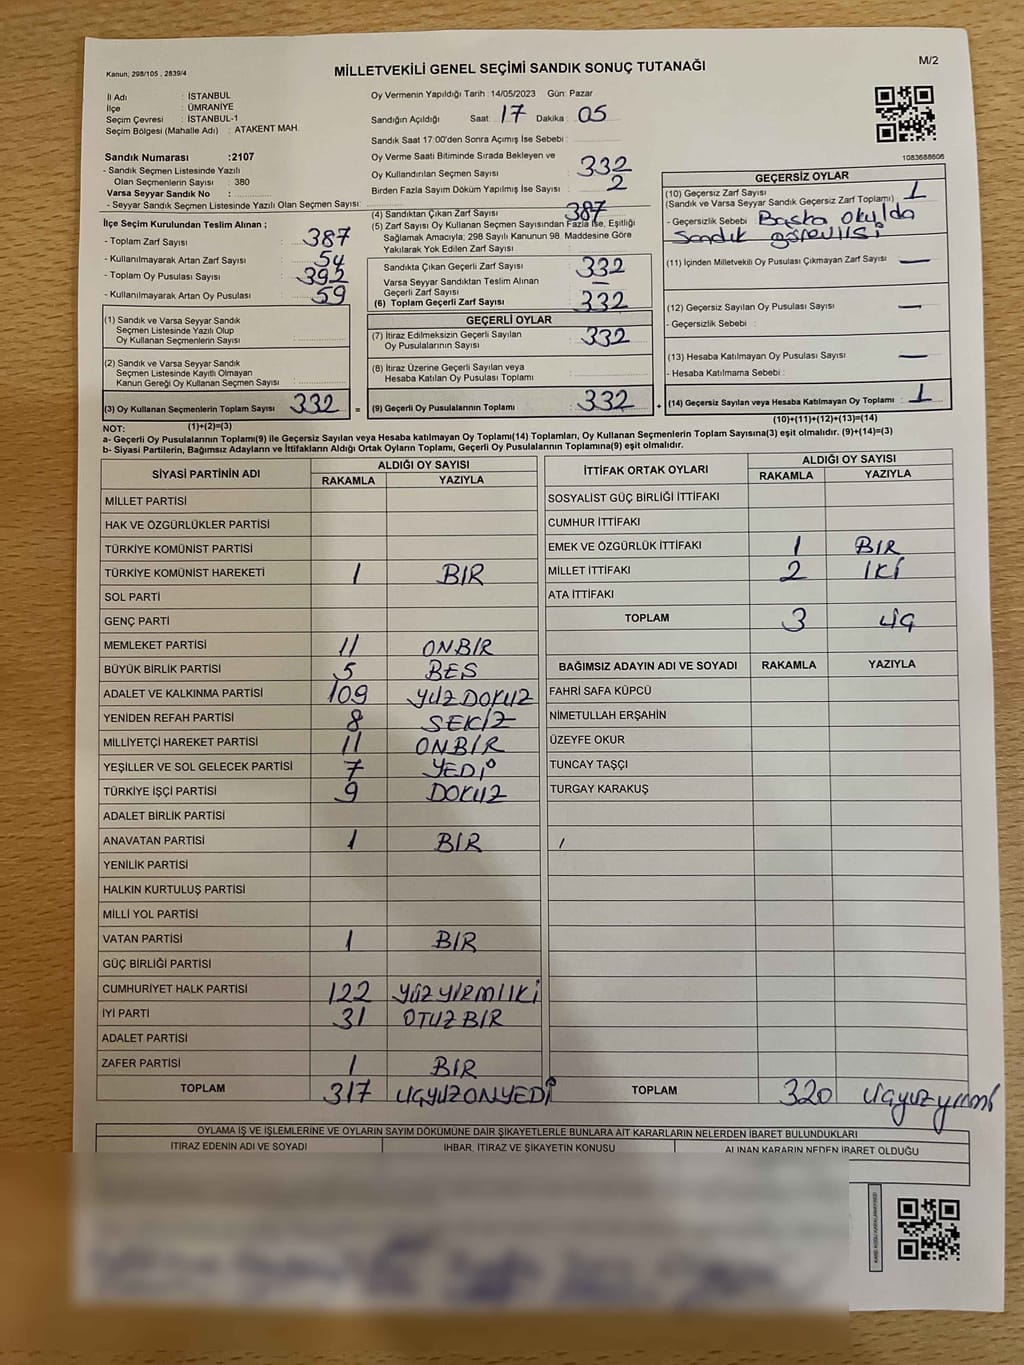 Kanun; 298/105 , 2839/4
MİLLETVEKİLİ GENEL SEÇİMİ SANDIK SONUÇ TUTANAĞI
M/2
İl Adı : İSTANBUL
İlçe : ÜMRANİYE
Seçim Çevresi : İSTANBUL-1
Seçim Bölgesi (Mahalle Adı) : ATAKENT MAH.
Oy Vermenin Yapıldığı Tarih : 14/05/2023 Gün: Pazar
Sandığın Açıldığı Saat: 17 Dakika : 05
Sandık Saat 17.00'den Sonra Açımış İse Sebebi :
Sandık Numarası :2107
- Sandık Seçmen Listesinde Yazılı
Olan Seçmenlerin Sayısı : 380
Varsa Seyyar Sandık No :
- Seyyar Sandık Seçmen Listesinde Yazılı Olan Seçmen Sayısı:
Oy Verme Saati Bitiminde Sırada Bekleyen ve
Oy Kullandırılan Seçmen Sayısı : 332
Birden Fazla Sayım Döküm Yapılmış İse Sayısı : 2
1083688606
İlçe Seçim Kurulundan Teslim Alınan ;
- Toplam Zarf Sayısı : 387
- Kullanılmayarak Artan Zarf Sayısı : 54
- Toplam Oy Pusulası Sayısı : 392
- Kullanılmayarak Artan Oy Pusulası : 59
(4) Sandıktan Çıkan Zarf Sayısı : 387
(5) Zarf Sayısı Oy Kullanan Seçmen Sayısından Fazla İse, Eşitliği
Sağlamak Amacıyla, 298 Sayılı Kanunun 98. Maddesine Göre
Yakılarak Yok Edilen Zarf Sayısı :
Sandıkta Çıkan Geçerli Zarf Sayısı : 332
Varsa Seyyar Sandıktan Teslim Alınan
Geçerli Zarf Sayısı : —
(6) Toplam Geçerli Zarf Sayısı : 332
GEÇERSİZ OYLAR
(10) Geçersiz Zarf Sayısı : 1
(Sandık ve Varsa Seyyar Sandık Geçersiz Zarf Toplamı)
- Geçersizlik Sebebi : Başka okulda
sandık görevlisi
(11) İçinden Milletvekili Oy Pusulası Çıkmayan Zarf Sayısı : —
(12) Geçersiz Sayılan Oy Pusulası Sayısı : —
- Geçersizlik Sebebi :
(13) Hesaba Katılmayan Oy Pusulası Sayısı : —
- Hesaba Katılmama Sebebi :
(14) Geçersiz Sayılan veya Hesaba Katılmayan Oy Toplamı : 1
(10)+(11)+(12)+(13)=(14)
(1) Sandık ve Varsa Seyyar Sandık
Seçmen Listesinde Yazılı Olup
Oy Kullanan Seçmenlerin Sayısı :
(2) Sandık ve Varsa Seyyar Sandık
Seçmen Listesinde Kayıtlı Olmayan
Kanun Gereği Oy Kullanan Seçmen Sayısı :
(3) Oy Kullanan Seçmenlerin Toplam Sayısı 332 =
(1)+(2)=(3)
GEÇERLİ OYLAR
(7) İtiraz Edilmeksizin Geçerli Sayılan
Oy Pusulalarının Sayısı : 332
(8) İtiraz Üzerine Geçerli Sayılan veya
Hesaba Katılan Oy Pusulası Toplamı :
(9) Geçerli Oy Pusulalarının Toplamı : 332 +
NOT:
a- Geçerli Oy Pusulalarının Toplamı(9) ile Geçersiz Sayılan veya Hesaba katılmayan Oy Toplamı(14) Toplamları, Oy Kullanan Seçmenlerin Toplam Sayısına(3) eşit olmalıdır. (9)+(14)=(3)
b- Siyasi Partilerin, Bağımsız Adayların ve İttifakların Aldığı Ortak Oyların Toplamı, Geçerli Oy Pusulalarının Toplamına(9) eşit olmalıdır.
SİYASİ PARTİNİN ADI ALDIĞI OY SAYISI
RAKAMLA YAZIYLA
MİLLET PARTİSİ
HAK VE ÖZGÜRLÜKLER PARTİSİ
TÜRKİYE KOMÜNİST PARTİSİ
TÜRKİYE KOMÜNİST HAREKETİ 1 BİR
SOL PARTİ
GENÇ PARTİ
MEMLEKET PARTİSİ 11 ONBİR
BÜYÜK BİRLİK PARTİSİ 5 BES
ADALET VE KALKINMA PARTİSİ 109 YÜZDOKUZ
YENİDEN REFAH PARTİSİ 8 SEKİZ
MİLLİYETÇİ HAREKET PARTİSİ 11 ONBİR
YEŞİLLER VE SOL GELECEK PARTİSİ 7 YEDİ
TÜRKİYE İŞÇİ PARTİSİ 9 DOKUZ
ADALET BİRLİK PARTİSİ
ANAVATAN PARTİSİ 1 BİR
YENİLİK PARTİSİ
HALKIN KURTULUŞ PARTİSİ
MİLLİ YOL PARTİSİ
VATAN PARTİSİ 1 BİR
GÜÇ BİRLİĞİ PARTİSİ
CUMHURİYET HALK PARTİSİ 122 YÜZYİRMİİKİ
İYİ PARTİ 31 OTUZBİR
ADALET PARTİSİ
ZAFER PARTİSİ 1 BİR
TOPLAM 317 ÜÇYÜZONYEDİ
İTTİFAK ORTAK OYLARI ALDIĞI OY SAYISI
RAKAMLA YAZIYLA
SOSYALİST GÜÇ BİRLİĞİ İTTİFAKI
CUMHUR İTTİFAKI
EMEK VE ÖZGÜRLÜK İTTİFAKI 1 BİR
MİLLET İTTİFAKI 2 İKİ
ATA İTTİFAKI
TOPLAM 3 ÜÇ
BAĞIMSIZ ADAYIN ADI VE SOYADI RAKAMLA YAZIYLA
FAHRİ SAFA KÜPCÜ
NİMETULLAH ERŞAHİN
ÜZEYFE OKUR
TUNCAY TAŞÇI
TURGAY KARAKUŞ
TOPLAM 320 üçyüzyirmi
OYLAMA İŞ VE İŞLEMLERİNE VE OYLARIN SAYIM DÖKÜMÜNE DAİR ŞİKAYETLERLE BUNLARA AİT KARARLARIN NELERDEN İBARET BULUNDUKLARI
İTİRAZ EDENİN ADI VE SOYADI İHBAR, İTİRAZ VE ŞİKAYETİN KONUSU ALINAN KARARIN NEDEN İBARET OLDUĞU